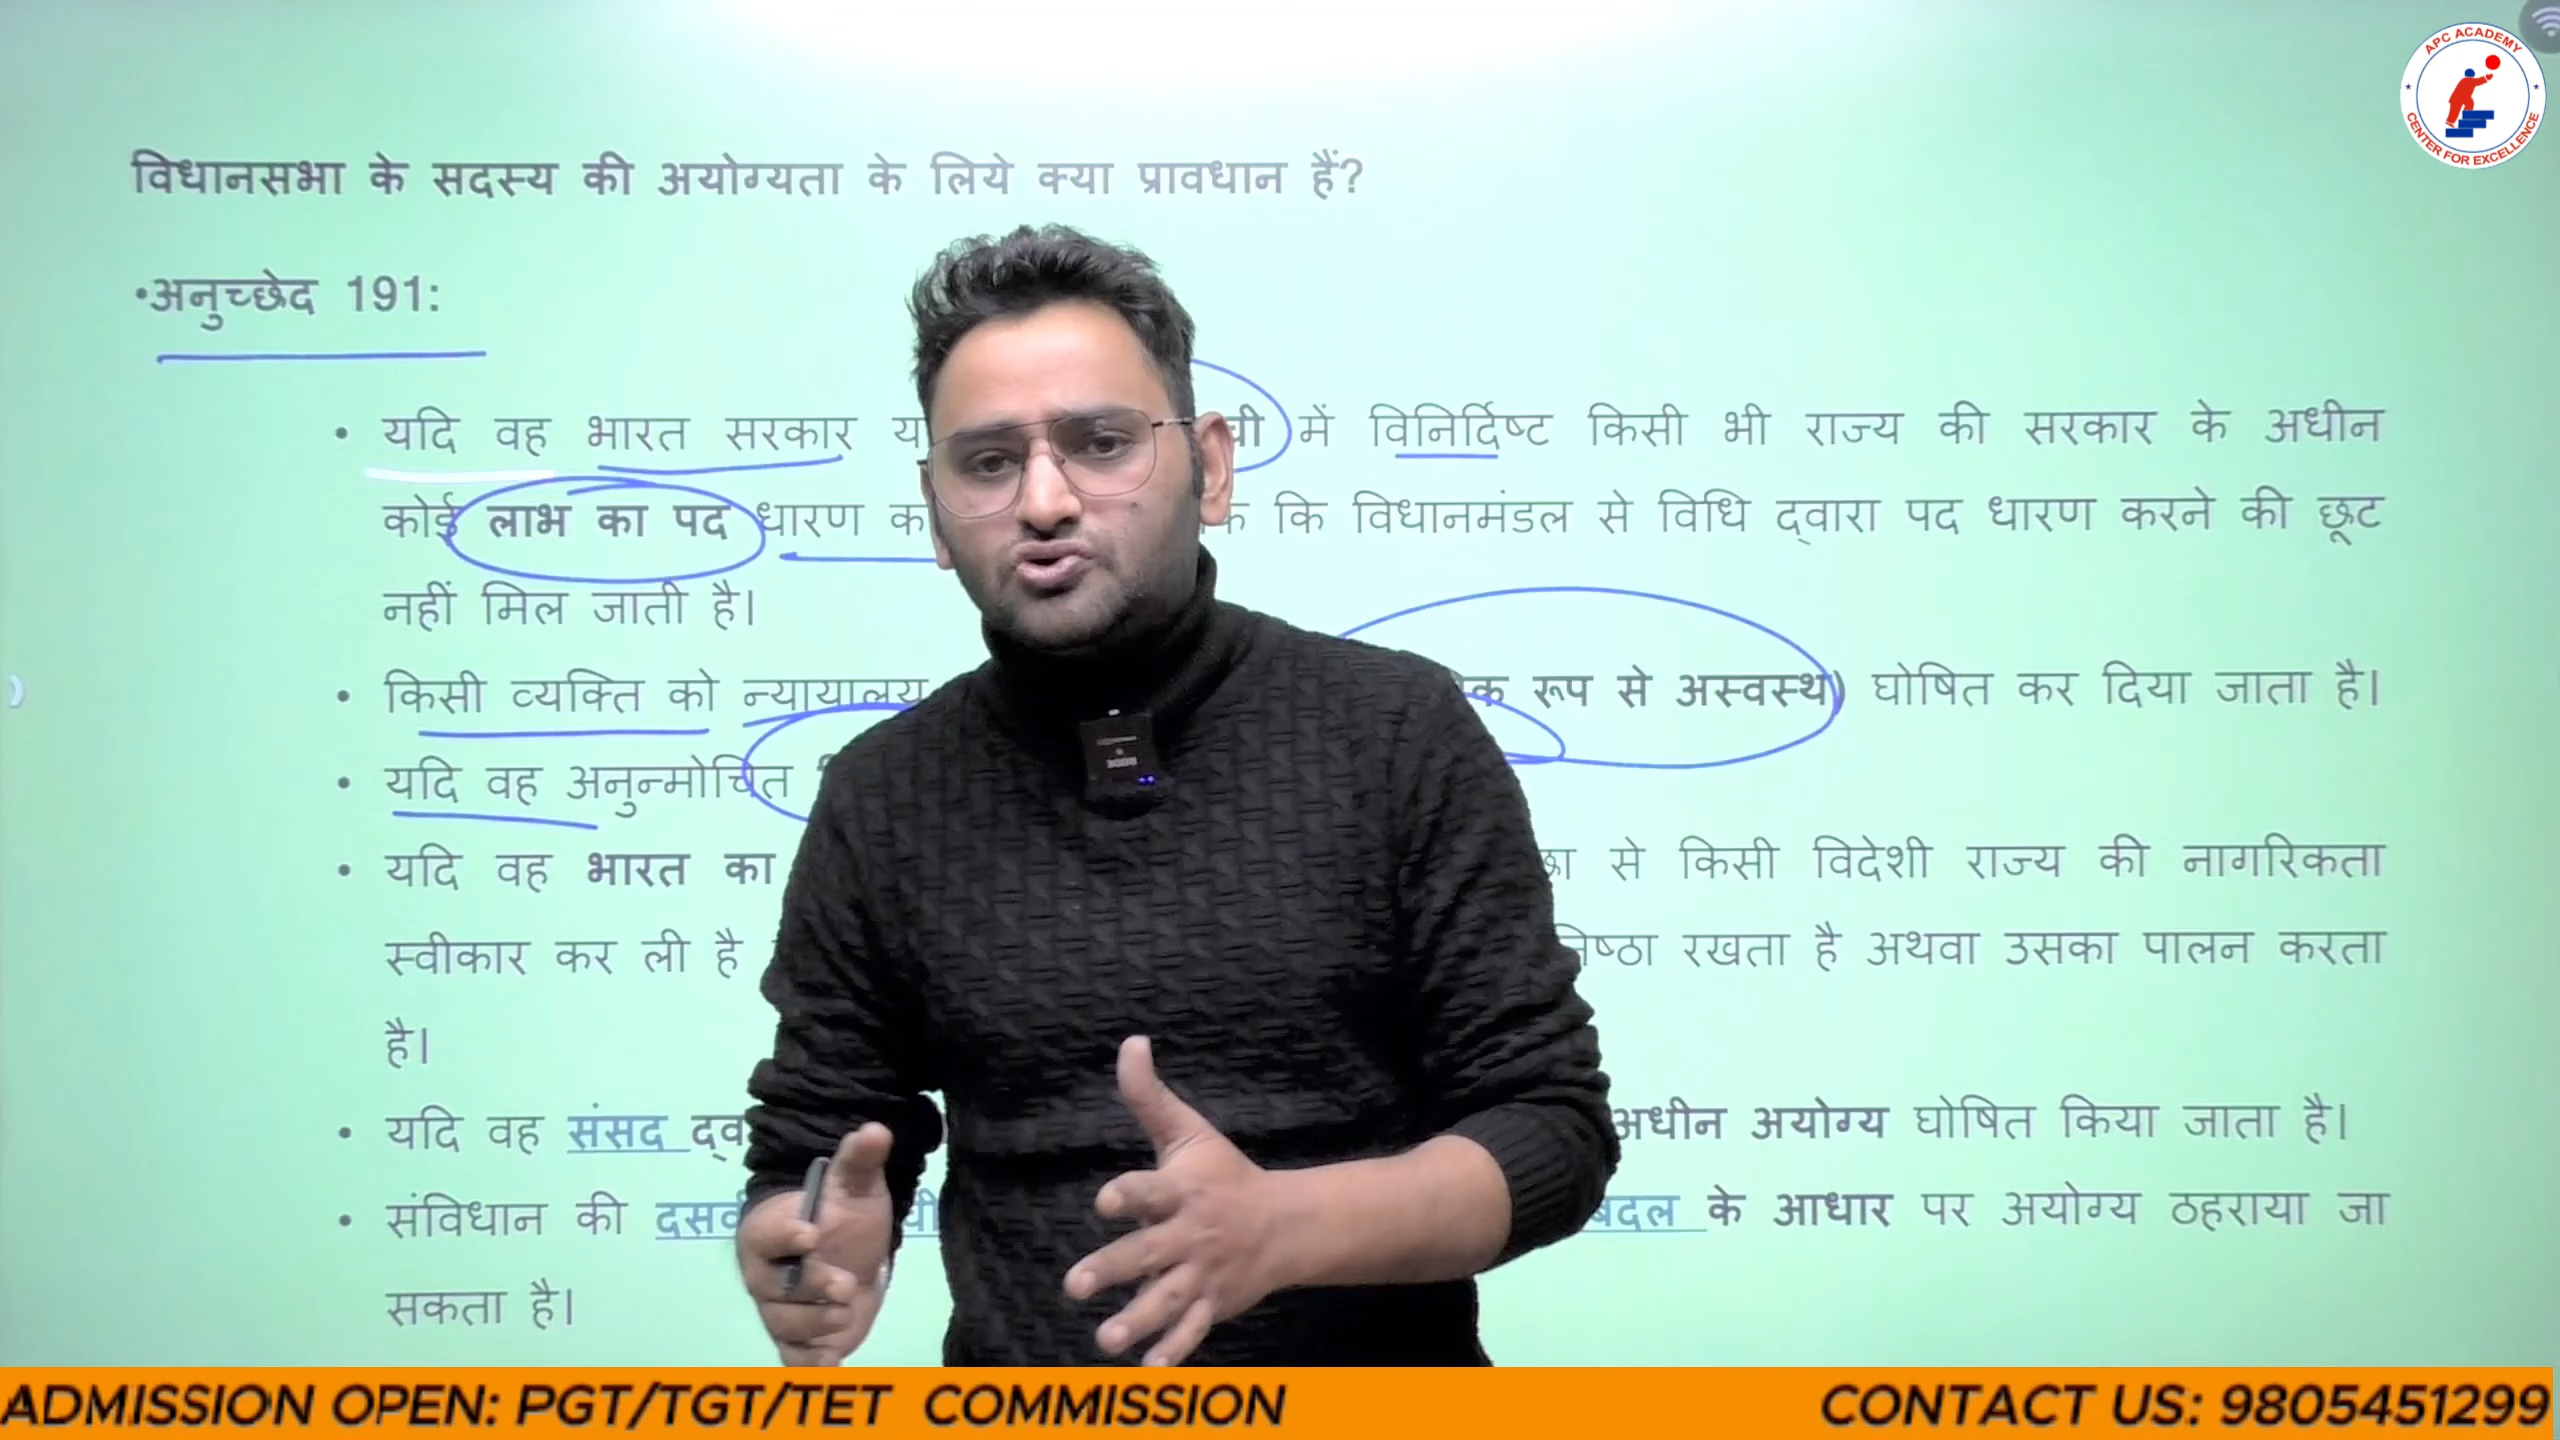 APC ACADEMY
CENTER FOR EXCELLENCE
विधानसभा के सदस्य की अयोग्यता के लिये क्या प्रावधान हैं?
•अनुच्छेद 191:
• यदि वह भारत सरकार में विनिर्दिष्ट किसी भी राज्य की सरकार के अधीन
कोई लाभ का पद धारण कि विधानमंडल से विधि द्वारा पद धारण करने की छूट
नहीं मिल जाती है।
• किसी व्यक्ति को न्यायालय रूप से अस्वस्थ) घोषित कर दिया जाता है।
• यदि वह अनुन्मोचित
• यदि वह भारत का से किसी विदेशी राज्य की नागरिकता
स्वीकार कर ली है रखता है अथवा उसका पालन करता
है।
• यदि वह संसद अधीन अयोग्य घोषित किया जाता है।
• संविधान की के आधार पर अयोग्य ठहराया जा
सकता है।
ADMISSION OPEN: PGT/TGT/TET COMMISSION
CONTACT US: 9805451299